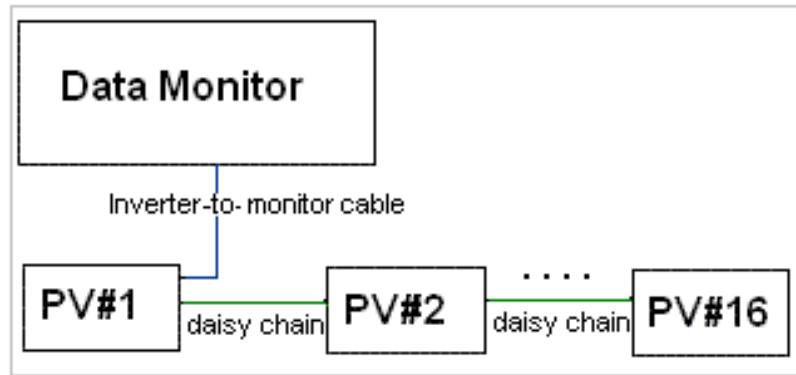 Data Monitor
Inverter-to- monitor cable
....
PV#1
daisy chain
PV#2
daisy chain
PV#16